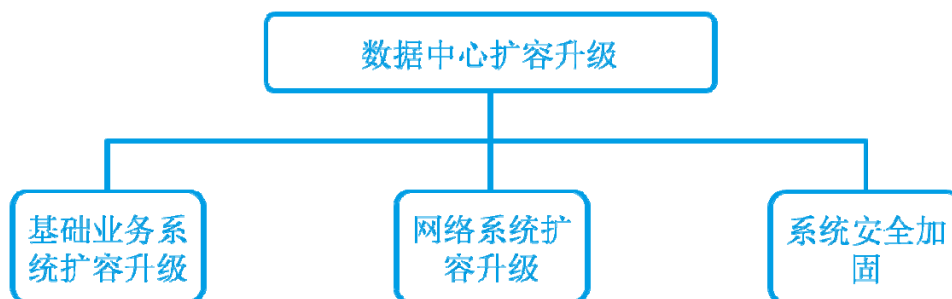 数据中心扩容升级
基础业务系
统扩容升级
网络系统扩
容升级
系统安全加
固